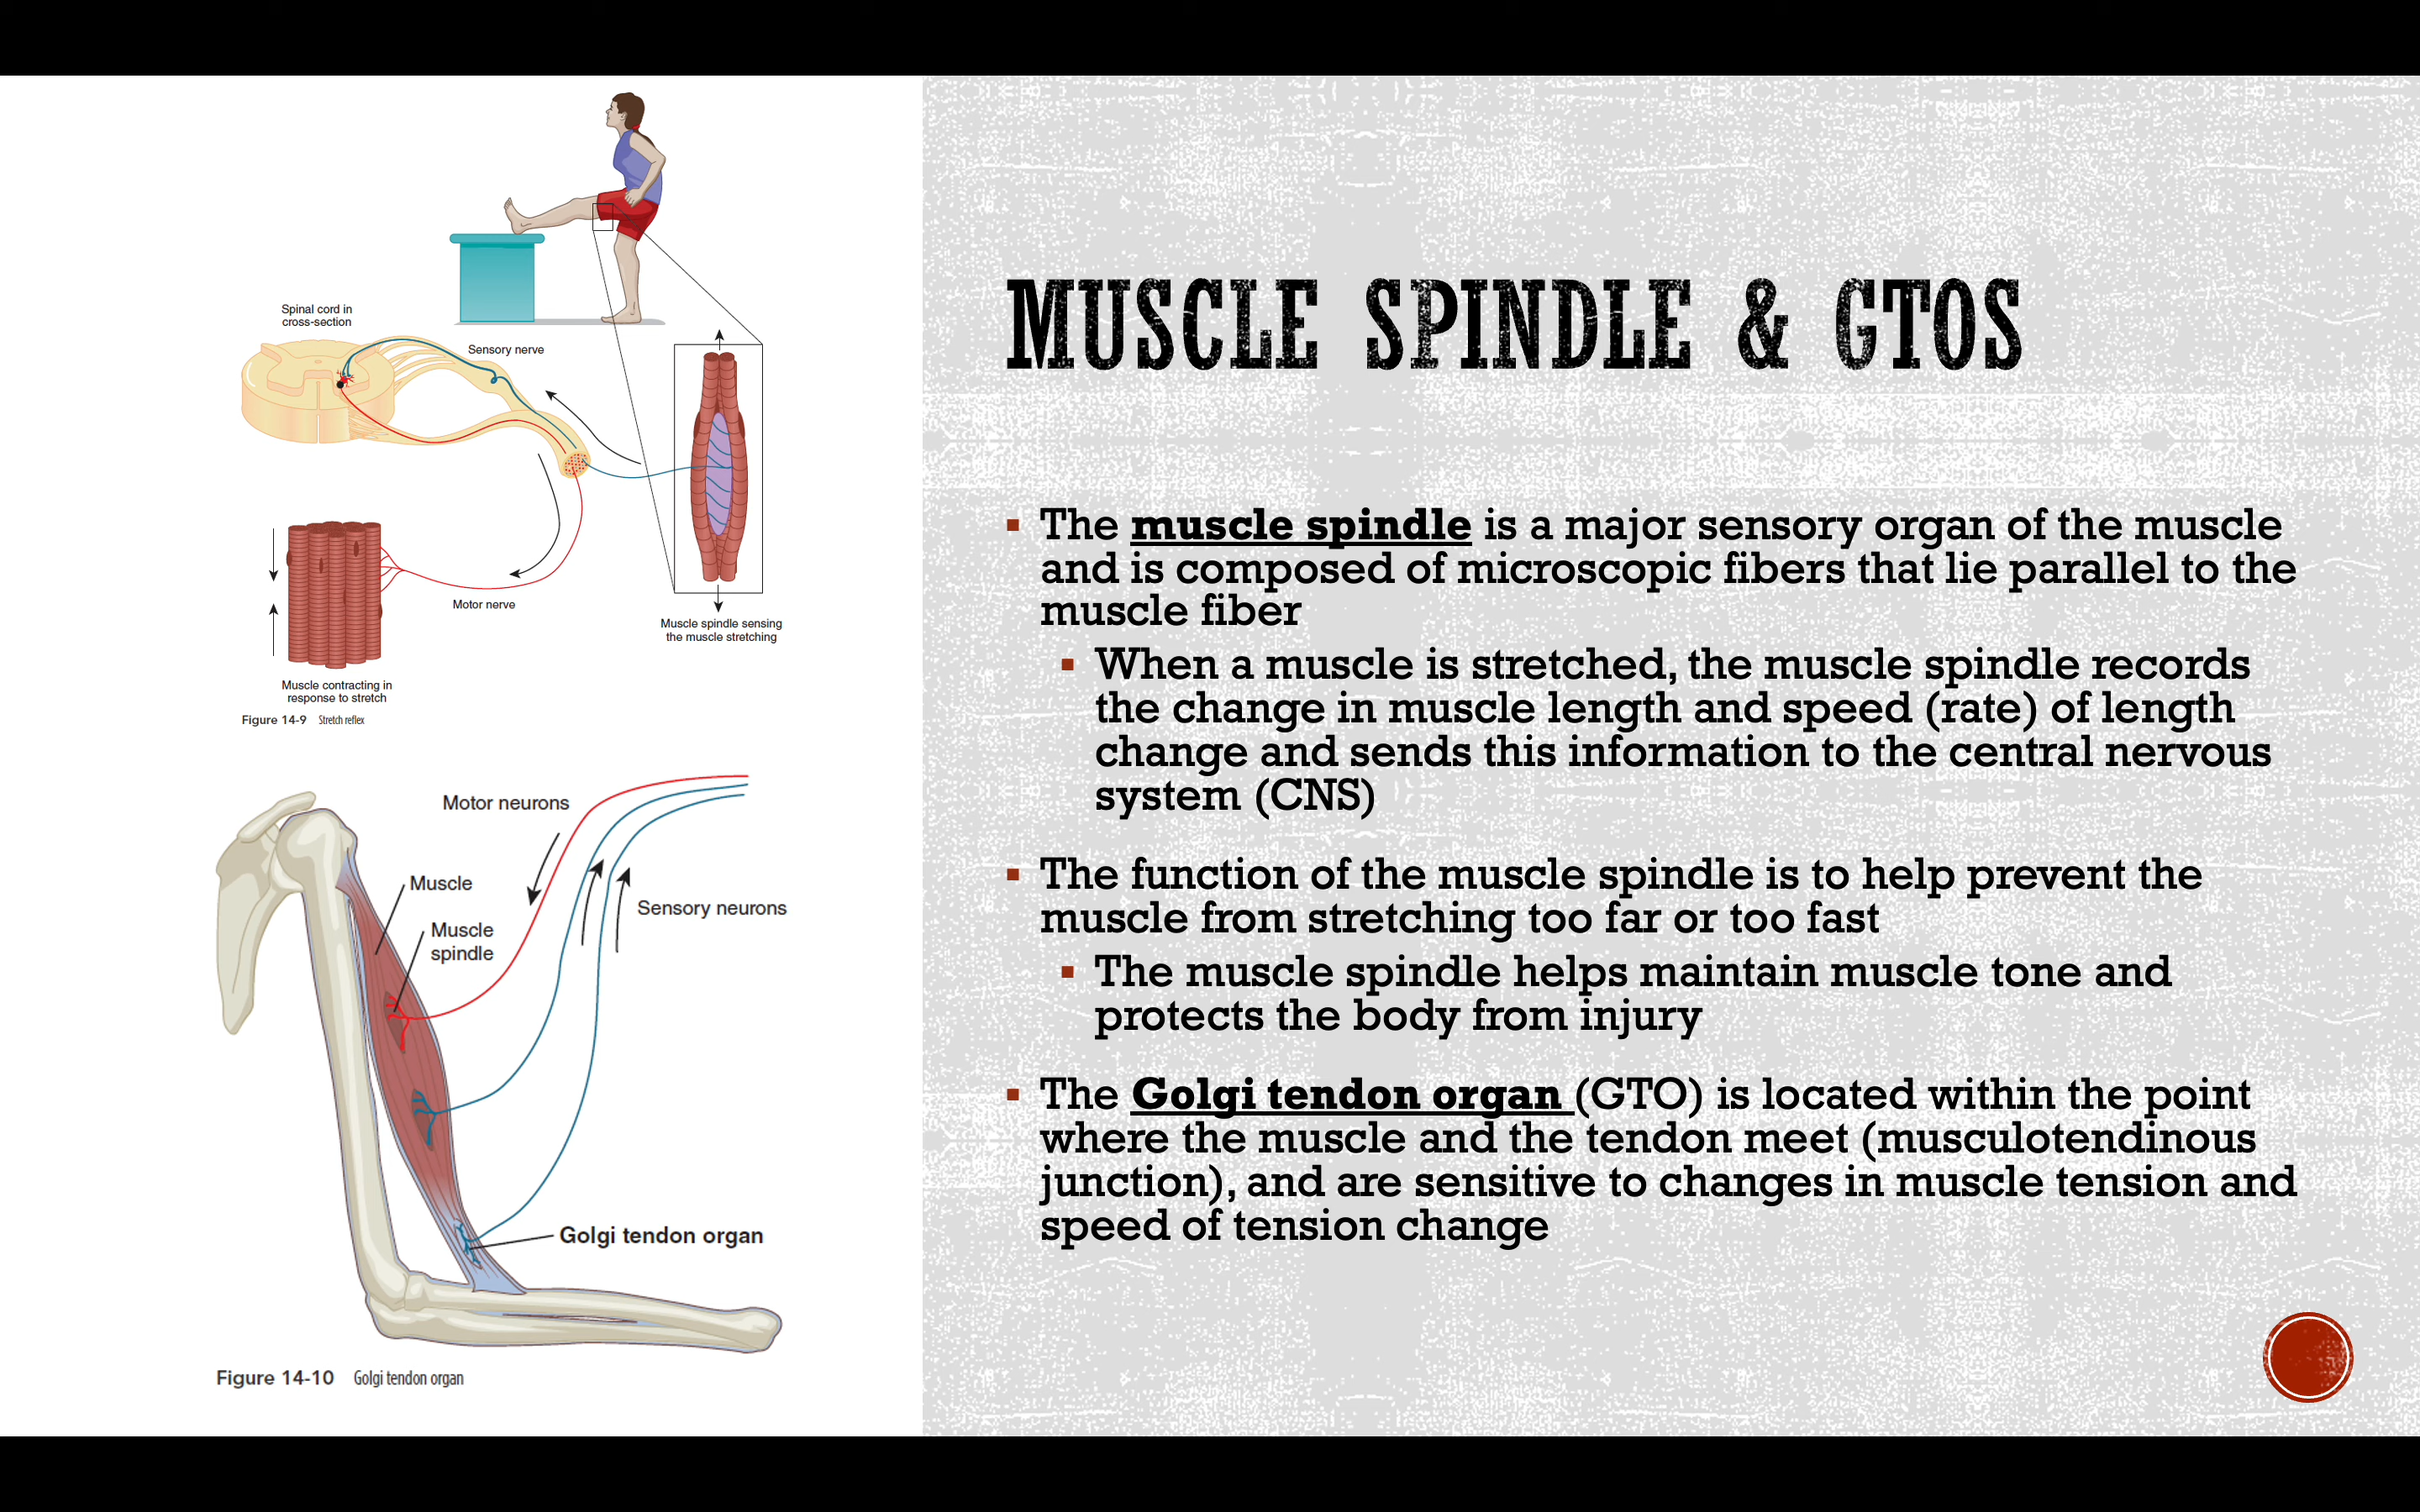 Spinal cord in
cross-section
Sensory nerve
Motor nerve
Muscle spindle sensing
the muscle stretching
Muscle contracting in
response to stretch
Figure 14-9 Stretch reflex
Motor neurons
Muscle
Muscle
spindle
Sensory neurons
Golgi tendon organ
Figure 14-10 Golgi tendon organ
MUSCLE SPINDLE & GTOS
▪ The muscle spindle is a major sensory organ of the muscle
and is composed of microscopic fibers that lie parallel to the
muscle fiber
▪ When a muscle is stretched, the muscle spindle records
the change in muscle length and speed (rate) of length
change and sends this information to the central nervous
system (CNS)
▪ The function of the muscle spindle is to help prevent the
muscle from stretching too far or too fast
▪ The muscle spindle helps maintain muscle tone and
protects the body from injury
▪ The Golgi tendon organ (GTO) is located within the point
where the muscle and the tendon meet (musculotendinous
junction), and are sensitive to changes in muscle tension and
speed of tension change